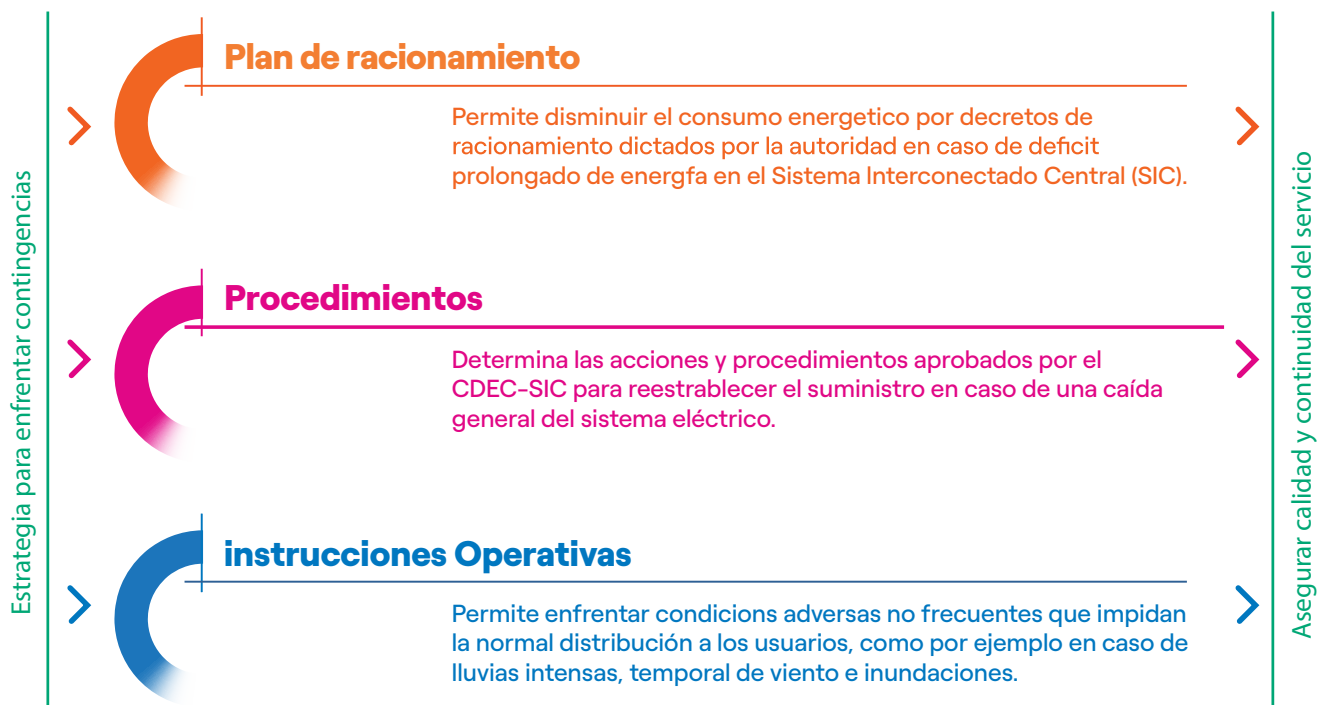 Estrategia para enfrentar contingencias
Plan de racionamiento
Permite disminuir el consumo energetico por decretos de
racionamiento dictados por la autoridad en caso de deficit
prolongado de energfa en el Sistema Interconectado Central (SIC).
Procedimientos
Determina las acciones y procedimientos aprobados por el
CDEC-SIC para reestrablecer el suministro en caso de una caída
general del sistema eléctrico.
instrucciones Operativas
Permite enfrentar condicions adversas no frecuentes que impidan
la normal distribución a los usuarios, como por ejemplo en caso de
lluvias intensas, temporal de viento e inundaciones.
Asegurar calidad y continuidad del servicio